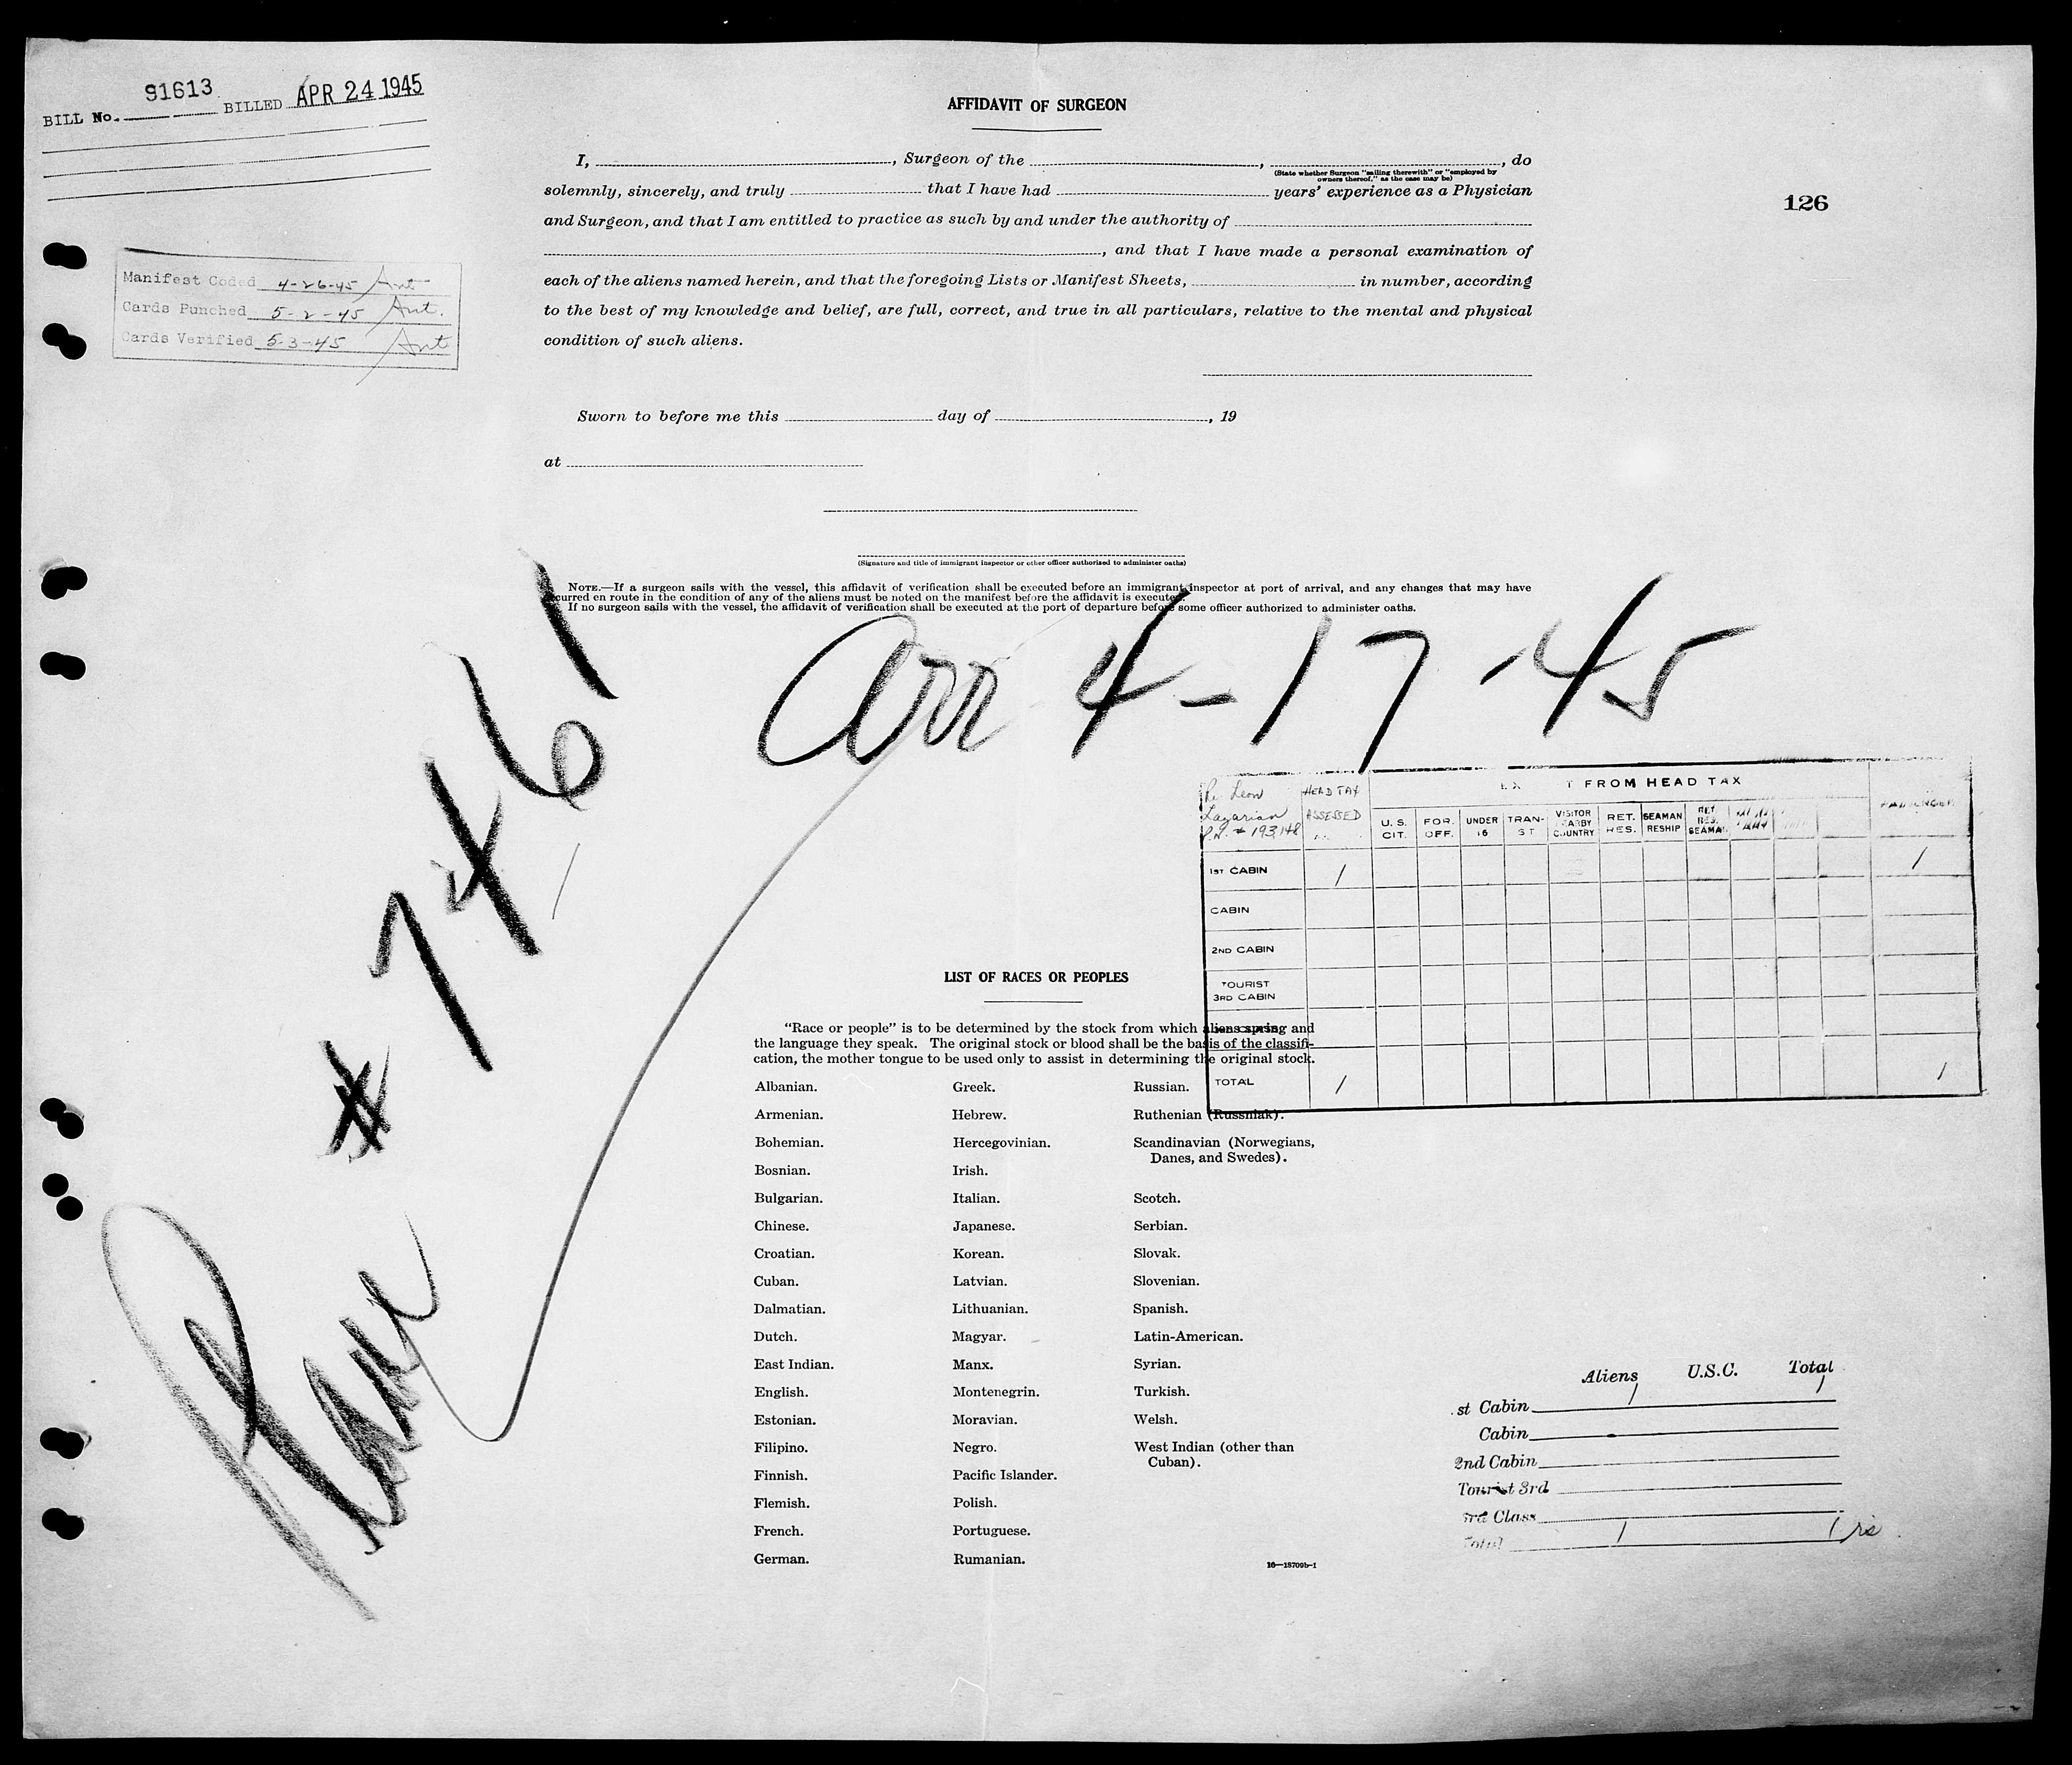 BILL No. 91613 BILLED APR 24 1945
AFFIDAVIT OF SURGEON
I, , Surgeon of the , , do
(State whether Surgeon "sailing therewith" or "employed by
owners thereof," as the case may be)
solemnly, sincerely, and truly that I have had years' experience as a Physician
126
and Surgeon, and that I am entitled to practice as such by and under the authority of
, and that I have made a personal examination of
each of the aliens named herein, and that the foregoing Lists or Manifest Sheets, in number, according
to the best of my knowledge and belief, are full, correct, and true in all particulars, relative to the mental and physical
condition of such aliens.
Manifest Coded 4-26-45
Cards Punched 5-2-45
Cards Verified 5-3-45
Sworn to before me this day of , 19
at
(Signature and title of immigrant inspector or other officer authorized to administer oaths)
NOTE.—If a surgeon sails with the vessel, this affidavit of verification shall be executed before an immigrant inspector at port of arrival, and any changes that may have
occurred en route in the condition of any of the aliens must be noted on the manifest before the affidavit is executed.
If no surgeon sails with the vessel, the affidavit of verification shall be executed at the port of departure before some officer authorized to administer oaths.
Arr 4-17-45
Plane # 7461
Re: Leon
Lazarian
HEAD TAX
ASSESSED
FROM HEAD TAX
U. S. CIT.
FOR. OFF.
UNDER 16
VISITOR NEARBY COUNTRY
RET. RES.
SEAMAN RESHIP
RET. RES. SEAMAN
PASSENGER
1ST CABIN 1 1
CABIN
2ND CABIN
TOURIST
3RD CABIN
TOTAL 1 1
LIST OF RACES OR PEOPLES
"Race or people" is to be determined by the stock from which aliens spring and
the language they speak. The original stock or blood shall be the basis of the classifi-
cation, the mother tongue to be used only to assist in determining the original stock.
Albanian.
Armenian.
Bohemian.
Bosnian.
Bulgarian.
Chinese.
Croatian.
Cuban.
Dalmatian.
Dutch.
East Indian.
English.
Estonian.
Filipino.
Finnish.
Flemish.
French.
German.
Greek.
Hebrew.
Hercegovinian.
Irish.
Italian.
Japanese.
Korean.
Latvian.
Lithuanian.
Magyar.
Manx.
Montenegrin.
Moravian.
Negro.
Pacific Islander.
Polish.
Portuguese.
Rumanian.
Russian.
Ruthenian (Russniak).
Scandinavian (Norwegians,
Danes, and Swedes).
Scotch.
Serbian.
Slovak.
Slovenian.
Spanish.
Latin-American.
Syrian.
Turkish.
Welsh.
West Indian (other than
Cuban).
16—18709b-1
Aliens U.S.C. Total
st Cabin 1 1
Cabin
2nd Cabin
Tourist 3rd
3rd Class
Total 1 1